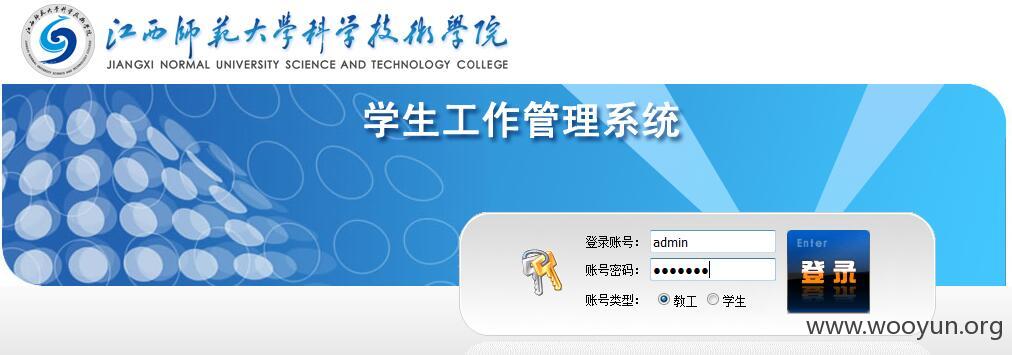 江西師范大學科学技術學院
JIANGXI NORMAL UNIVERSITY SCIENCE AND TECHNOLOGY COLLEGE
学生工作管理系统
登录账号： admin
Enter
账号密码： ●●●●●●●
登录
账号类型： 教工 学生
www.wooyun.org